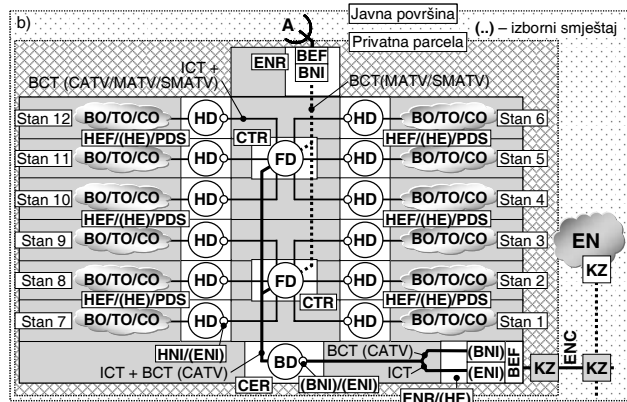 b)
A
Javna površina
Privatna parcela
(..) – izborni smještaj
ICT +
BCT (CATV/MATV/SMATV)
ENR
BEF
BNI
BCT(MATV/SMATV)
Stan 12 BO/TO/CO HD HD BO/TO/CO Stan 6
HEF/(HE)/PDS CTR HEF/(HE)/PDS
Stan 11 BO/TO/CO HD FD HD BO/TO/CO Stan 5
Stan 10 BO/TO/CO HD HD BO/TO/CO Stan 4
HEF/(HE)/PDS HEF/(HE)/PDS
Stan 9 BO/TO/CO HD HD BO/TO/CO Stan 3
EN
KZ
Stan 8 BO/TO/CO HD FD HD BO/TO/CO Stan 2
HEF/(HE)/PDS CTR HEF/(HE)/PDS
Stan 7 BO/TO/CO HD HD BO/TO/CO Stan 1
HNI/(ENI)
ICT + BCT (CATV)
CER
BD
(BNI)/(ENI)
BCT (CATV)
ICT
(BNI)
(ENI)
BEF
ENR/(HE)
KZ
ENC
KZ